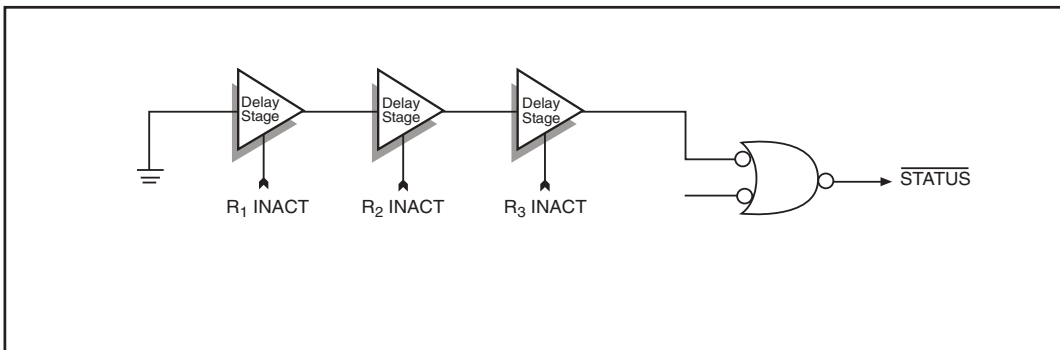 Delay
Stage
Delay
Stage
Delay
Stage
R1 INACT
R2 INACT
R3 INACT
STATUS